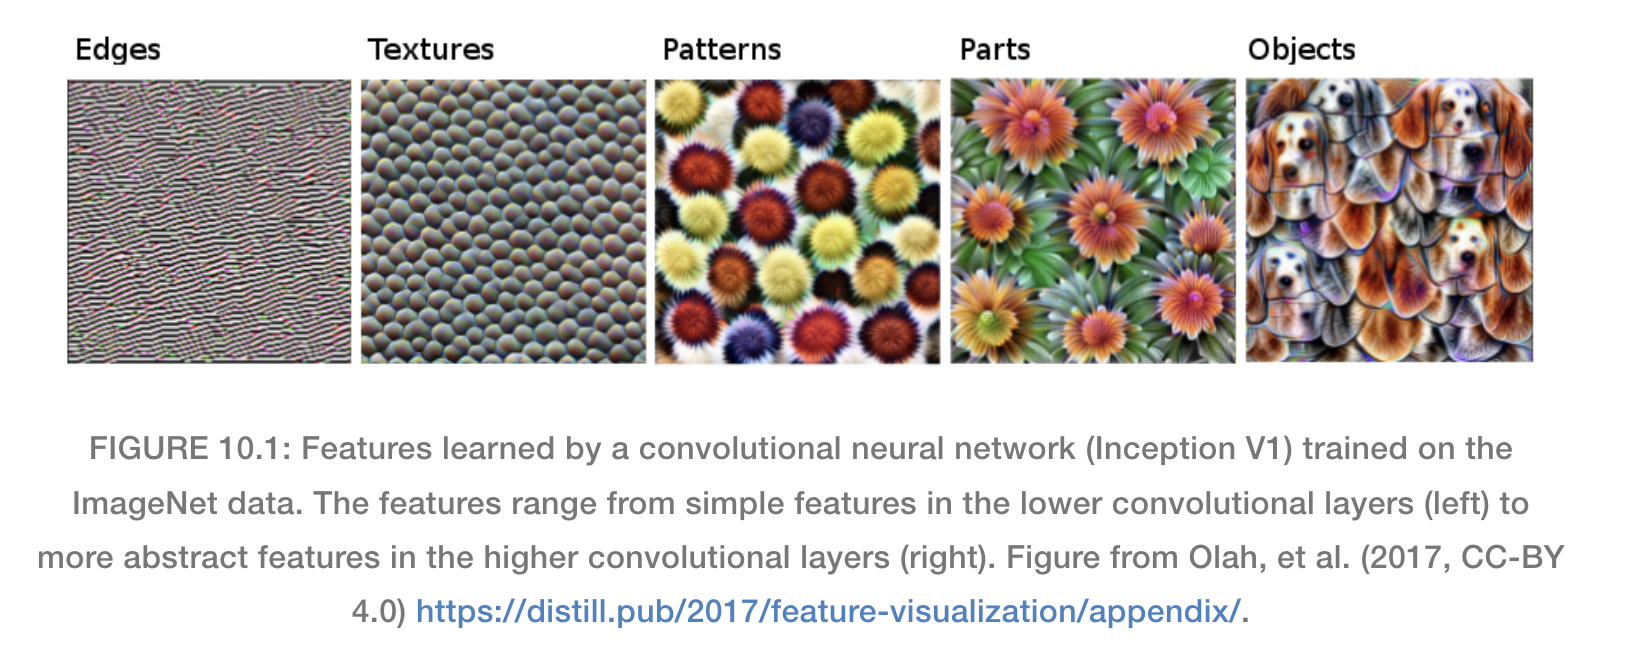 Edges Textures Patterns Parts Objects
FIGURE 10.1: Features learned by a convolutional neural network (Inception V1) trained on the
ImageNet data. The features range from simple features in the lower convolutional layers (left) to
more abstract features in the higher convolutional layers (right). Figure from Olah, et al. (2017, CC-BY
4.0) https://distill.pub/2017/feature-visualization/appendix/.